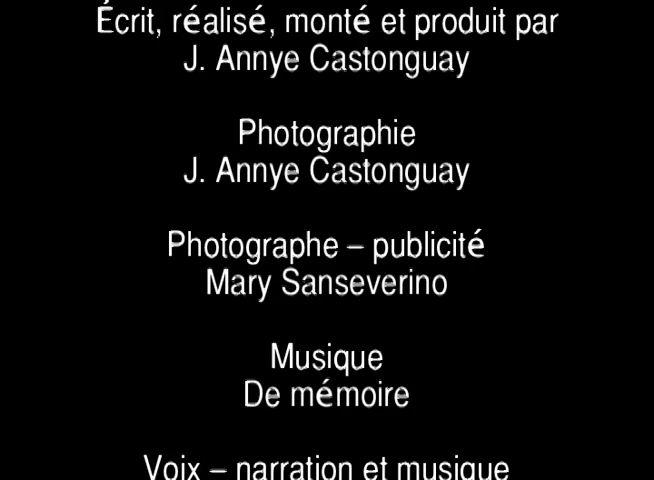 Écrit, réalisé, monté et produit par
J. Annye Castonguay
Photographie
J. Annye Castonguay
Photographe – publicité
Mary Sanseverino
Musique
De mémoire
Voix – narration et musique